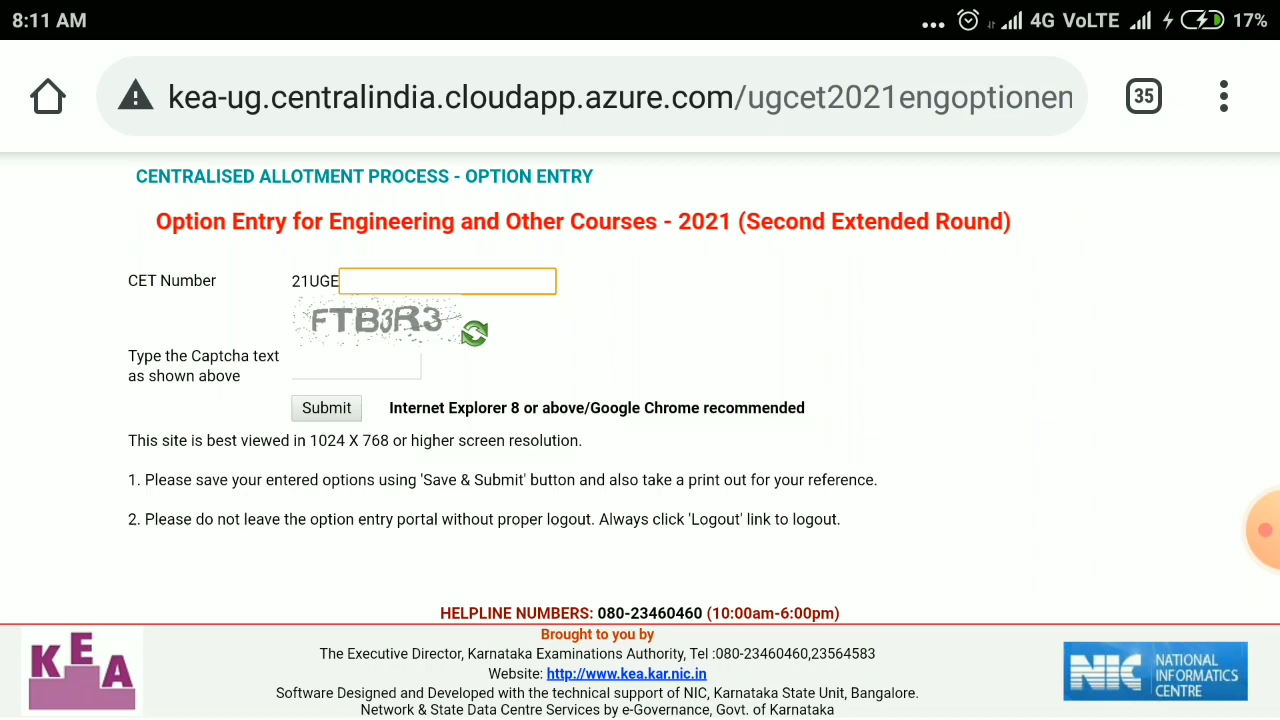 8:11 AM
4G VoLTE 17%
kea-ug.centralindia.cloudapp.azure.com/ugcet2021engoptionen
35
CENTRALISED ALLOTMENT PROCESS - OPTION ENTRY
Option Entry for Engineering and Other Courses - 2021 (Second Extended Round)
CET Number 21UGE
FTB3R3
Type the Captcha text
as shown above
Submit Internet Explorer 8 or above/Google Chrome recommended
This site is best viewed in 1024 X 768 or higher screen resolution.
1. Please save your entered options using 'Save & Submit' button and also take a print out for your reference.
2. Please do not leave the option entry portal without proper logout. Always click 'Logout' link to logout.
HELPLINE NUMBERS: 080-23460460 (10:00am-6:00pm)
Brought to you by
The Executive Director, Karnataka Examinations Authority, Tel :080-23460460,23564583
Website: http://www.kea.kar.nic.in
Software Designed and Developed with the technical support of NIC, Karnataka State Unit, Bangalore.
Network & State Data Centre Services by e-Governance, Govt. of Karnataka
KEA
NIC NATIONAL
INFORMATICS
CENTRE